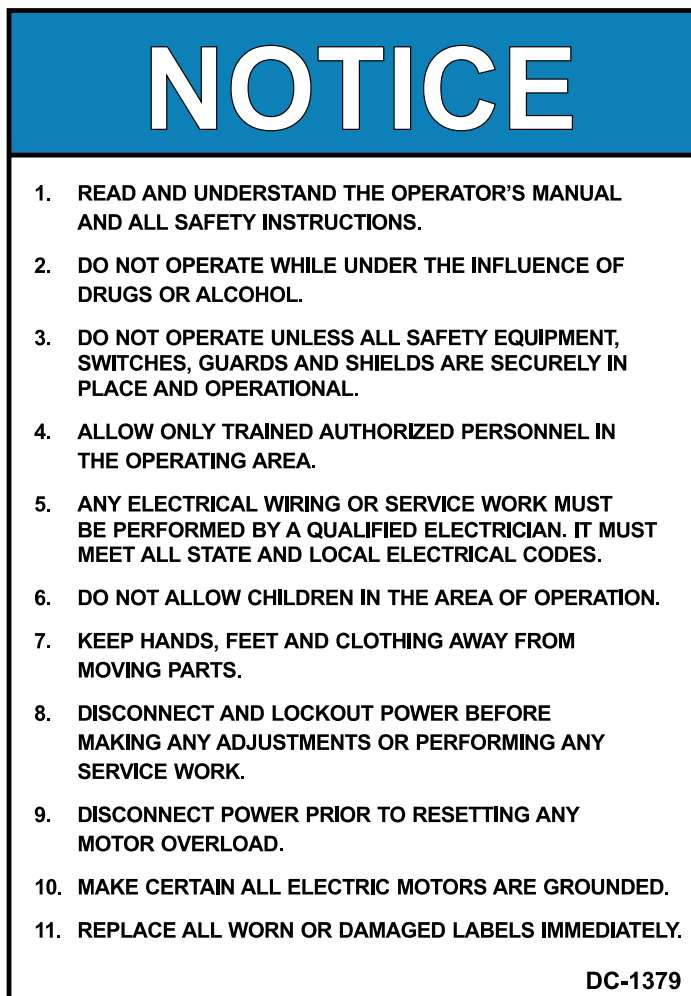 NOTICE
1. READ AND UNDERSTAND THE OPERATOR'S MANUAL
AND ALL SAFETY INSTRUCTIONS.
2. DO NOT OPERATE WHILE UNDER THE INFLUENCE OF
DRUGS OR ALCOHOL.
3. DO NOT OPERATE UNLESS ALL SAFETY EQUIPMENT,
SWITCHES, GUARDS AND SHIELDS ARE SECURELY IN
PLACE AND OPERATIONAL.
4. ALLOW ONLY TRAINED AUTHORIZED PERSONNEL IN
THE OPERATING AREA.
5. ANY ELECTRICAL WIRING OR SERVICE WORK MUST
BE PERFORMED BY A QUALIFIED ELECTRICIAN. IT MUST
MEET ALL STATE AND LOCAL ELECTRICAL CODES.
6. DO NOT ALLOW CHILDREN IN THE AREA OF OPERATION.
7. KEEP HANDS, FEET AND CLOTHING AWAY FROM
MOVING PARTS.
8. DISCONNECT AND LOCKOUT POWER BEFORE
MAKING ANY ADJUSTMENTS OR PERFORMING ANY
SERVICE WORK.
9. DISCONNECT POWER PRIOR TO RESETTING ANY
MOTOR OVERLOAD.
10. MAKE CERTAIN ALL ELECTRIC MOTORS ARE GROUNDED.
11. REPLACE ALL WORN OR DAMAGED LABELS IMMEDIATELY.
DC-1379